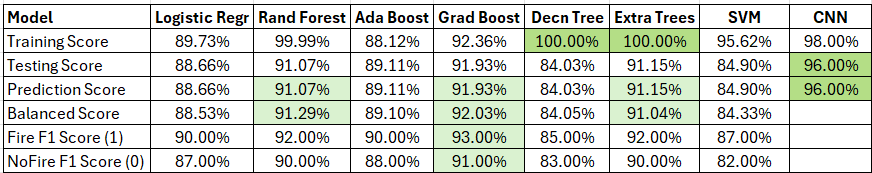 Model Logistic Regr Rand Forest Ada Boost Grad Boost Decn Tree Extra Trees SVM CNN
Training Score 89.73% 99.99% 88.12% 92.36% 100.00% 100.00% 95.62% 98.00%
Testing Score 88.66% 91.07% 89.11% 91.93% 84.03% 91.15% 84.90% 96.00%
Prediction Score 88.66% 91.07% 89.11% 91.93% 84.03% 91.15% 84.90% 96.00%
Balanced Score 88.53% 91.29% 89.10% 92.03% 84.05% 91.04% 84.33%
Fire F1 Score (1) 90.00% 92.00% 90.00% 93.00% 85.00% 92.00% 87.00%
NoFire F1 Score (0) 87.00% 90.00% 88.00% 91.00% 83.00% 90.00% 82.00%